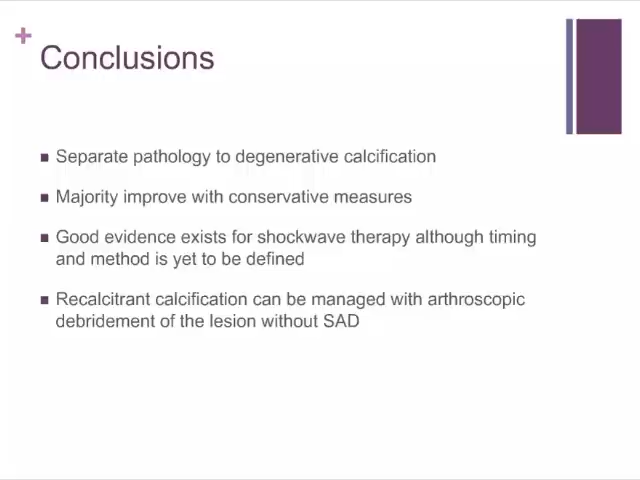 +
Conclusions
■ Separate pathology to degenerative calcification
■ Majority improve with conservative measures
■ Good evidence exists for shockwave therapy although timing
and method is yet to be defined
■ Recalcitrant calcification can be managed with arthroscopic
debridement of the lesion without SAD